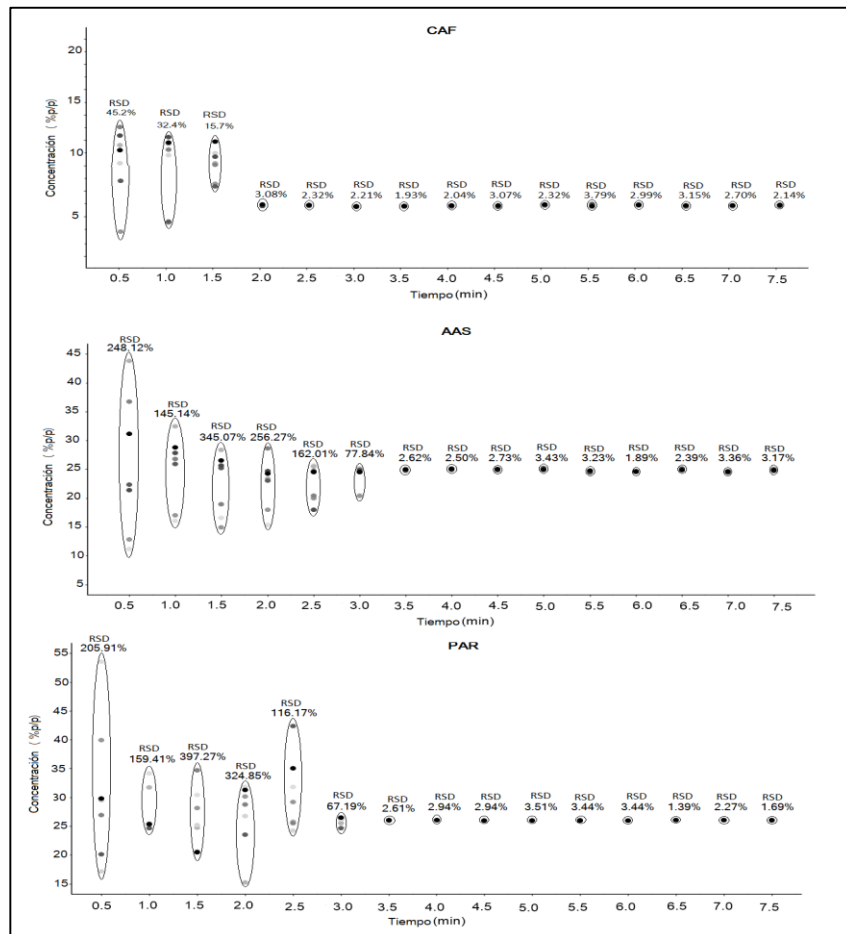 CAF
Concentración ( %p/p)
20
15
10
5
RSD
45.2%
RSD
32.4%
RSD
15.7%
RSD
3.08%
RSD
2.32%
RSD
2.21%
RSD
1.93%
RSD
2.04%
RSD
3.07%
RSD
2.32%
RSD
3.79%
RSD
2.99%
RSD
3.15%
RSD
2.70%
RSD
2.14%
0.5 1.0 1.5 2.0 2.5 3.0 3.5 4.0 4.5 5.0 5.5 6.0 6.5 7.0 7.5
Tiempo (min)
AAS
Concentración ( %p/p)
45
40
35
30
25
20
15
10
5
RSD
248.12%
RSD
145.14%
RSD
345.07%
RSD
256.27%
RSD
162.01%
RSD
77.84%
RSD
2.62%
RSD
2.50%
RSD
2.73%
RSD
3.43%
RSD
3.23%
RSD
1.89%
RSD
2.39%
RSD
3.36%
RSD
3.17%
0.5 1.0 1.5 2.0 2.5 3.0 3.5 4.0 4.5 5.0 5.5 6.0 6.5 7.0 7.5
Tiempo (min)
PAR
Concentración ( %p/p)
55
50
45
40
35
30
25
15
RSD
205.91%
RSD
159.41%
RSD
397.27%
RSD
324.85%
RSD
116.17%
RSD
67.19%
RSD
2.61%
RSD
2.94%
RSD
2.94%
RSD
3.51%
RSD
3.44%
RSD
3.44%
RSD
1.39%
RSD
2.27%
RSD
1.69%
0.5 1.0 1.5 2.0 2.5 3.0 3.5 4.0 4.5 5.0 5.5 6.0 6.5 7.0 7.5
Tiempo (min)